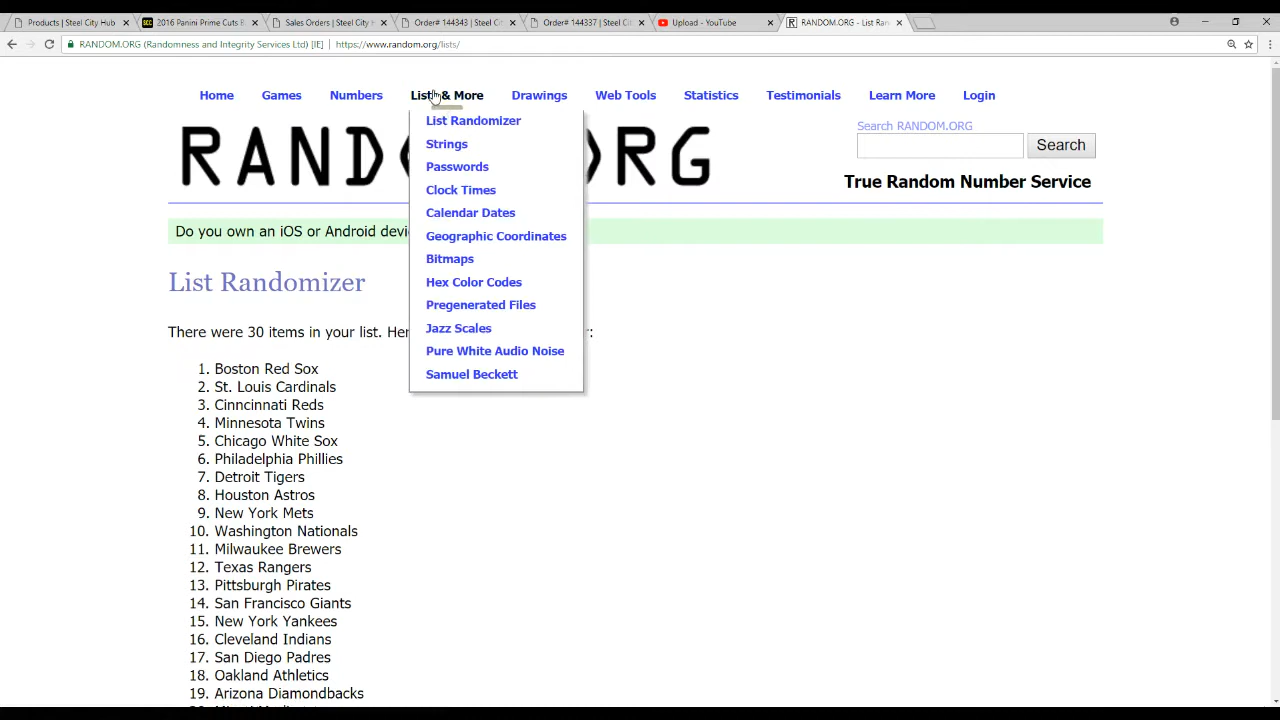 Products | Steel City Hub
2016 Panini Prime Cuts B
Sales Orders | Steel City H
Order# 144343 | Steel Cit
Order# 144337 | Steel Cit
Upload - YouTube
RANDOM.ORG - List Ran
RANDOM.ORG (Randomness and Integrity Services Ltd) [IE] | https://www.random.org/lists/
Home Games Numbers Lists & More Drawings Web Tools Statistics Testimonials Learn More Login
List Randomizer
Strings
Passwords
Clock Times
Calendar Dates
Geographic Coordinates
Bitmaps
Hex Color Codes
Pregenerated Files
Jazz Scales
Pure White Audio Noise
Samuel Beckett
Search RANDOM.ORG
Search
RAND RG
True Random Number Service
Do you own an iOS or Android devi
List Randomizer
There were 30 items in your list. Her r:
1. Boston Red Sox
2. St. Louis Cardinals
3. Cinncinnati Reds
4. Minnesota Twins
5. Chicago White Sox
6. Philadelphia Phillies
7. Detroit Tigers
8. Houston Astros
9. New York Mets
10. Washington Nationals
11. Milwaukee Brewers
12. Texas Rangers
13. Pittsburgh Pirates
14. San Francisco Giants
15. New York Yankees
16. Cleveland Indians
17. San Diego Padres
18. Oakland Athletics
19. Arizona Diamondbacks